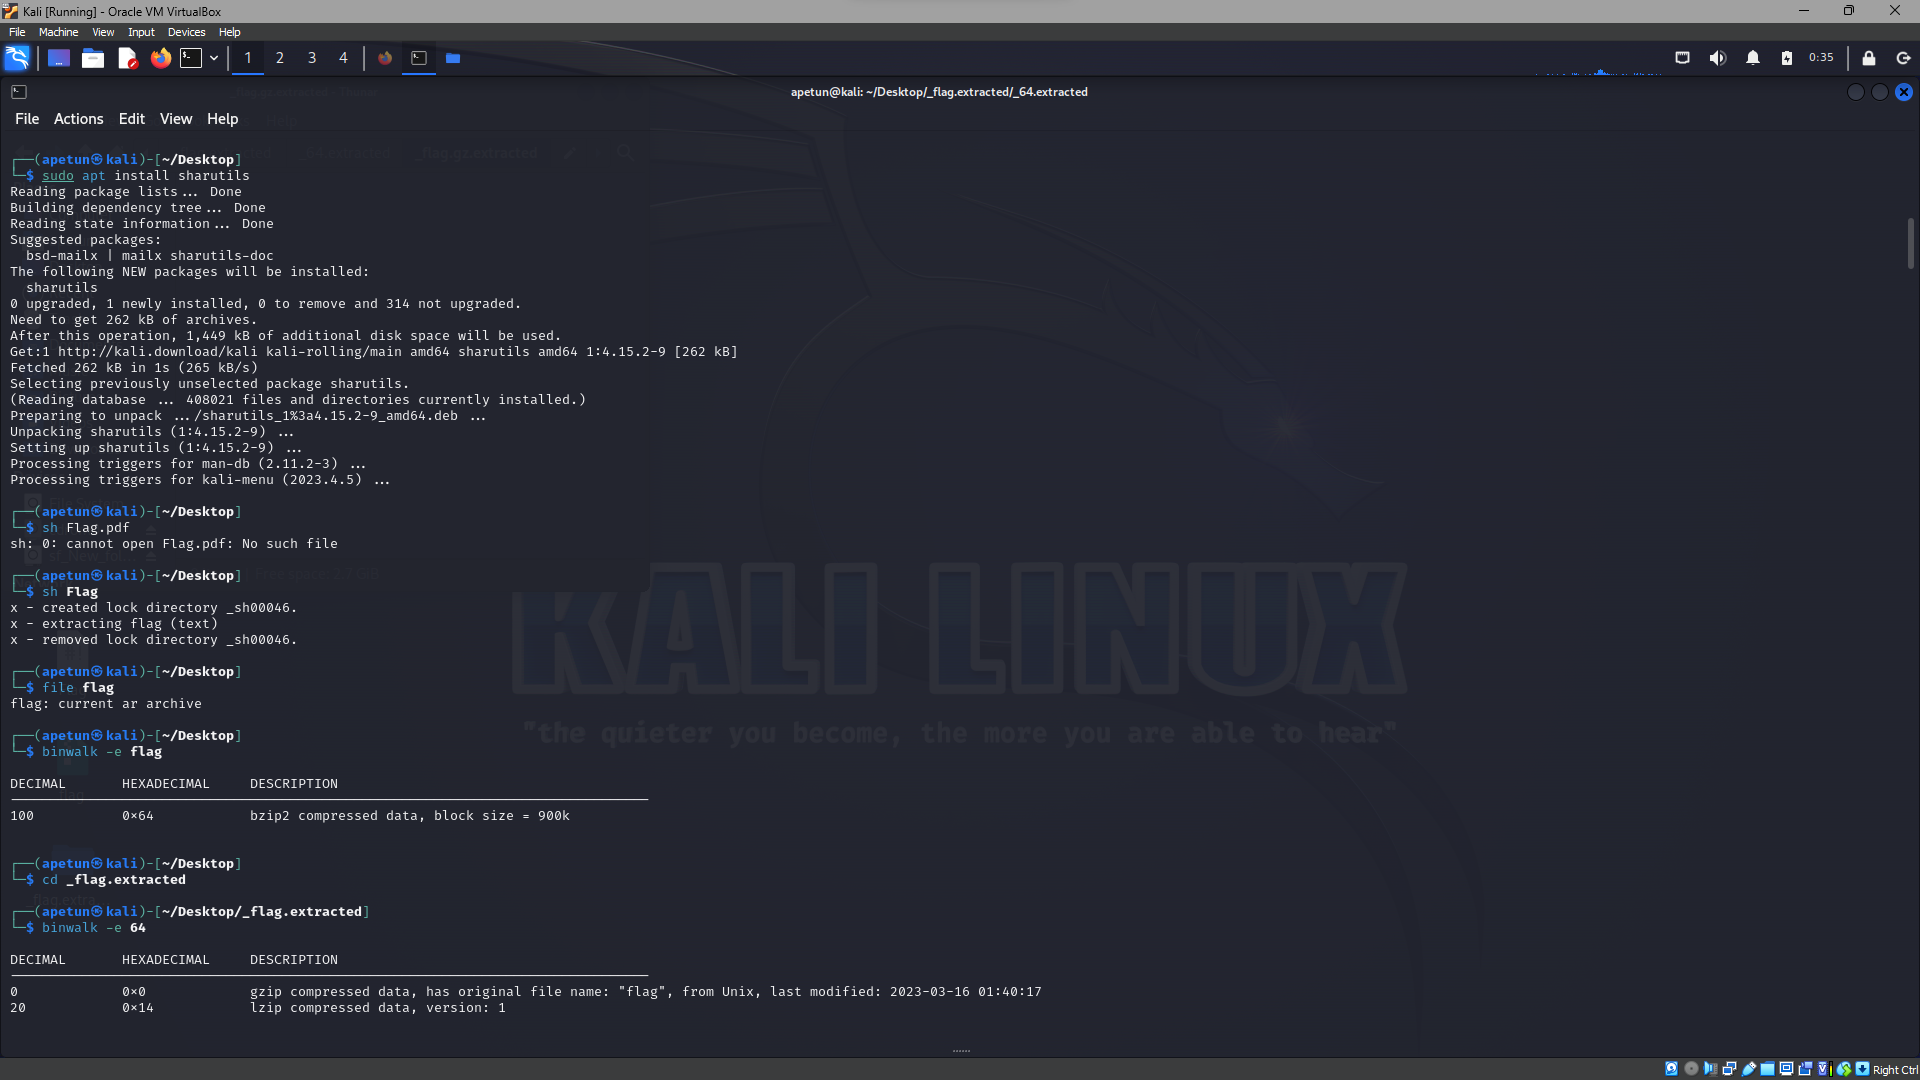 Kali [Running] - Oracle VM VirtualBox
File Machine View Input Devices Help
1 2 3 4 0:35
apetun@kali: ~/Desktop/_flag.extracted/_64.extracted
File Actions Edit View Help
┌──(apetun㉿kali)-[~/Desktop]
└─$ sudo apt install sharutils
Reading package lists... Done
Building dependency tree... Done
Reading state information... Done
Suggested packages:
bsd-mailx | mailx sharutils-doc
The following NEW packages will be installed:
sharutils
0 upgraded, 1 newly installed, 0 to remove and 314 not upgraded.
Need to get 262 kB of archives.
After this operation, 1,449 kB of additional disk space will be used.
Get:1 http://kali.download/kali kali-rolling/main amd64 sharutils amd64 1:4.15.2-9 [262 kB]
Fetched 262 kB in 1s (265 kB/s)
Selecting previously unselected package sharutils.
(Reading database ... 408021 files and directories currently installed.)
Preparing to unpack .../sharutils_1%3a4.15.2-9_amd64.deb ...
Unpacking sharutils (1:4.15.2-9) ...
Setting up sharutils (1:4.15.2-9) ...
Processing triggers for man-db (2.11.2-3) ...
Processing triggers for kali-menu (2023.4.5) ...
┌──(apetun㉿kali)-[~/Desktop]
└─$ sh Flag.pdf
sh: 0: cannot open Flag.pdf: No such file
┌──(apetun㉿kali)-[~/Desktop]
└─$ sh Flag
x - created lock directory _sh00046.
x - extracting flag (text)
x - removed lock directory _sh00046.
┌──(apetun㉿kali)-[~/Desktop]
└─$ file flag
flag: current ar archive
┌──(apetun㉿kali)-[~/Desktop]
└─$ binwalk -e flag
DECIMAL HEXADECIMAL DESCRIPTION
100 0x64 bzip2 compressed data, block size = 900k
┌──(apetun㉿kali)-[~/Desktop]
└─$ cd _flag.extracted
┌──(apetun㉿kali)-[~/Desktop/_flag.extracted]
└─$ binwalk -e 64
DECIMAL HEXADECIMAL DESCRIPTION
0 0x0 gzip compressed data, has original file name: "flag", from Unix, last modified: 2023-03-16 01:40:17
20 0x14 lzip compressed data, version: 1
KALI LINUX
"the quieter you become, the more you are able to hear"
Right Ctrl